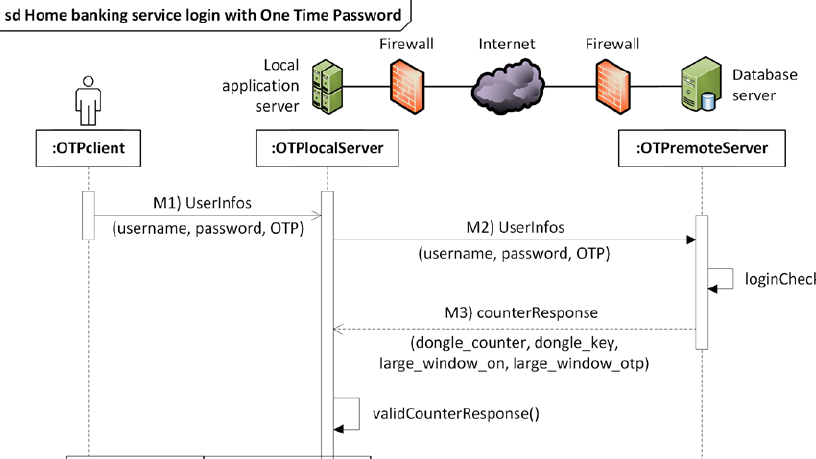 sd Home banking service login with One Time Password
Firewall
Internet
Firewall
Local
application
server
Database
server
:OTPclient
:OTPlocalServer
:OTPremoteServer
M1) UserInfos
(username, password, OTP)
M2) UserInfos
(username, password, OTP)
loginCheck
M3) counterResponse
(dongle_counter, dongle_key,
large_window_on, large_window_otp)
validCounterResponse()